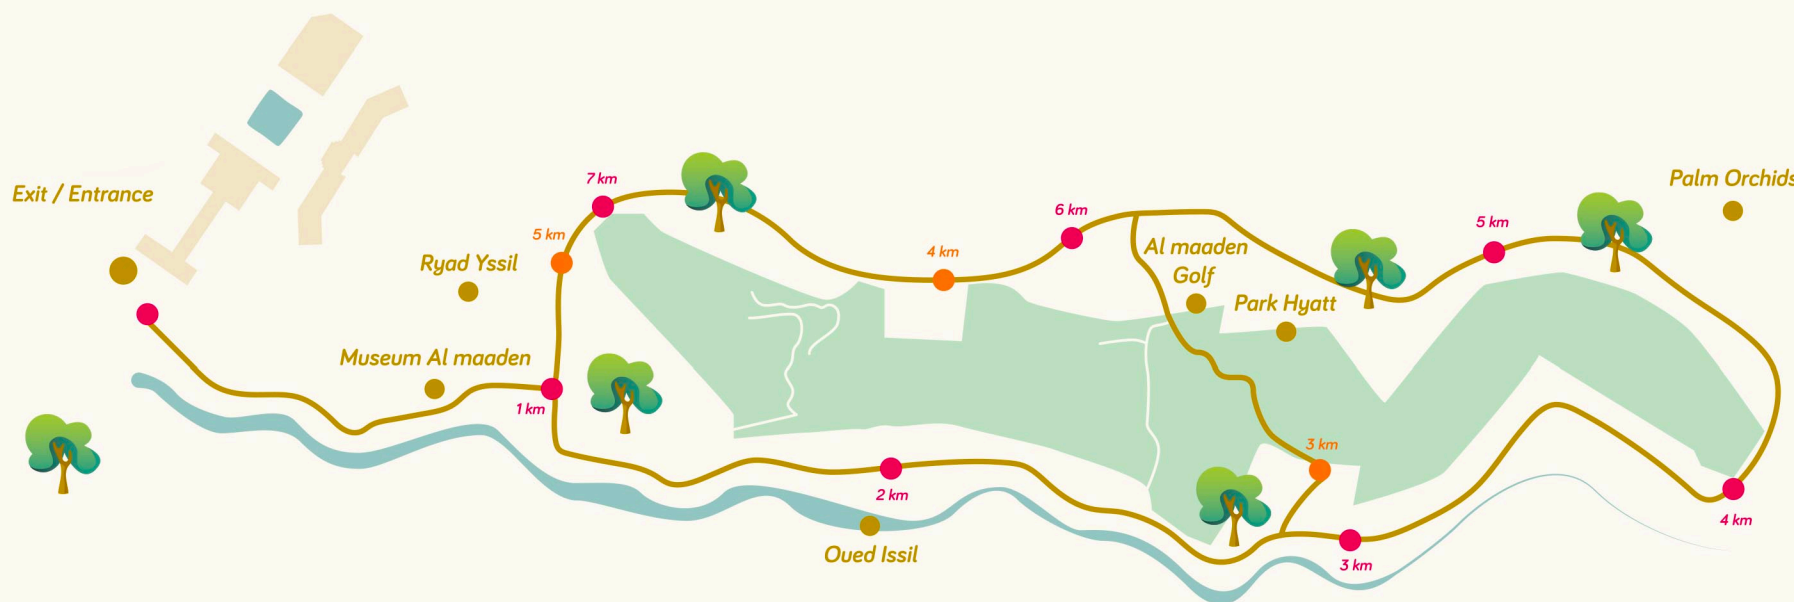 Exit / Entrance
Ryad Yssil
Museum Al maaden
7 km
5 km
1 km
4 km
6 km
Al maaden
Golf
Park Hyatt
5 km
Palm Orchids
3 km
2 km
Oued Issil
3 km
4 km